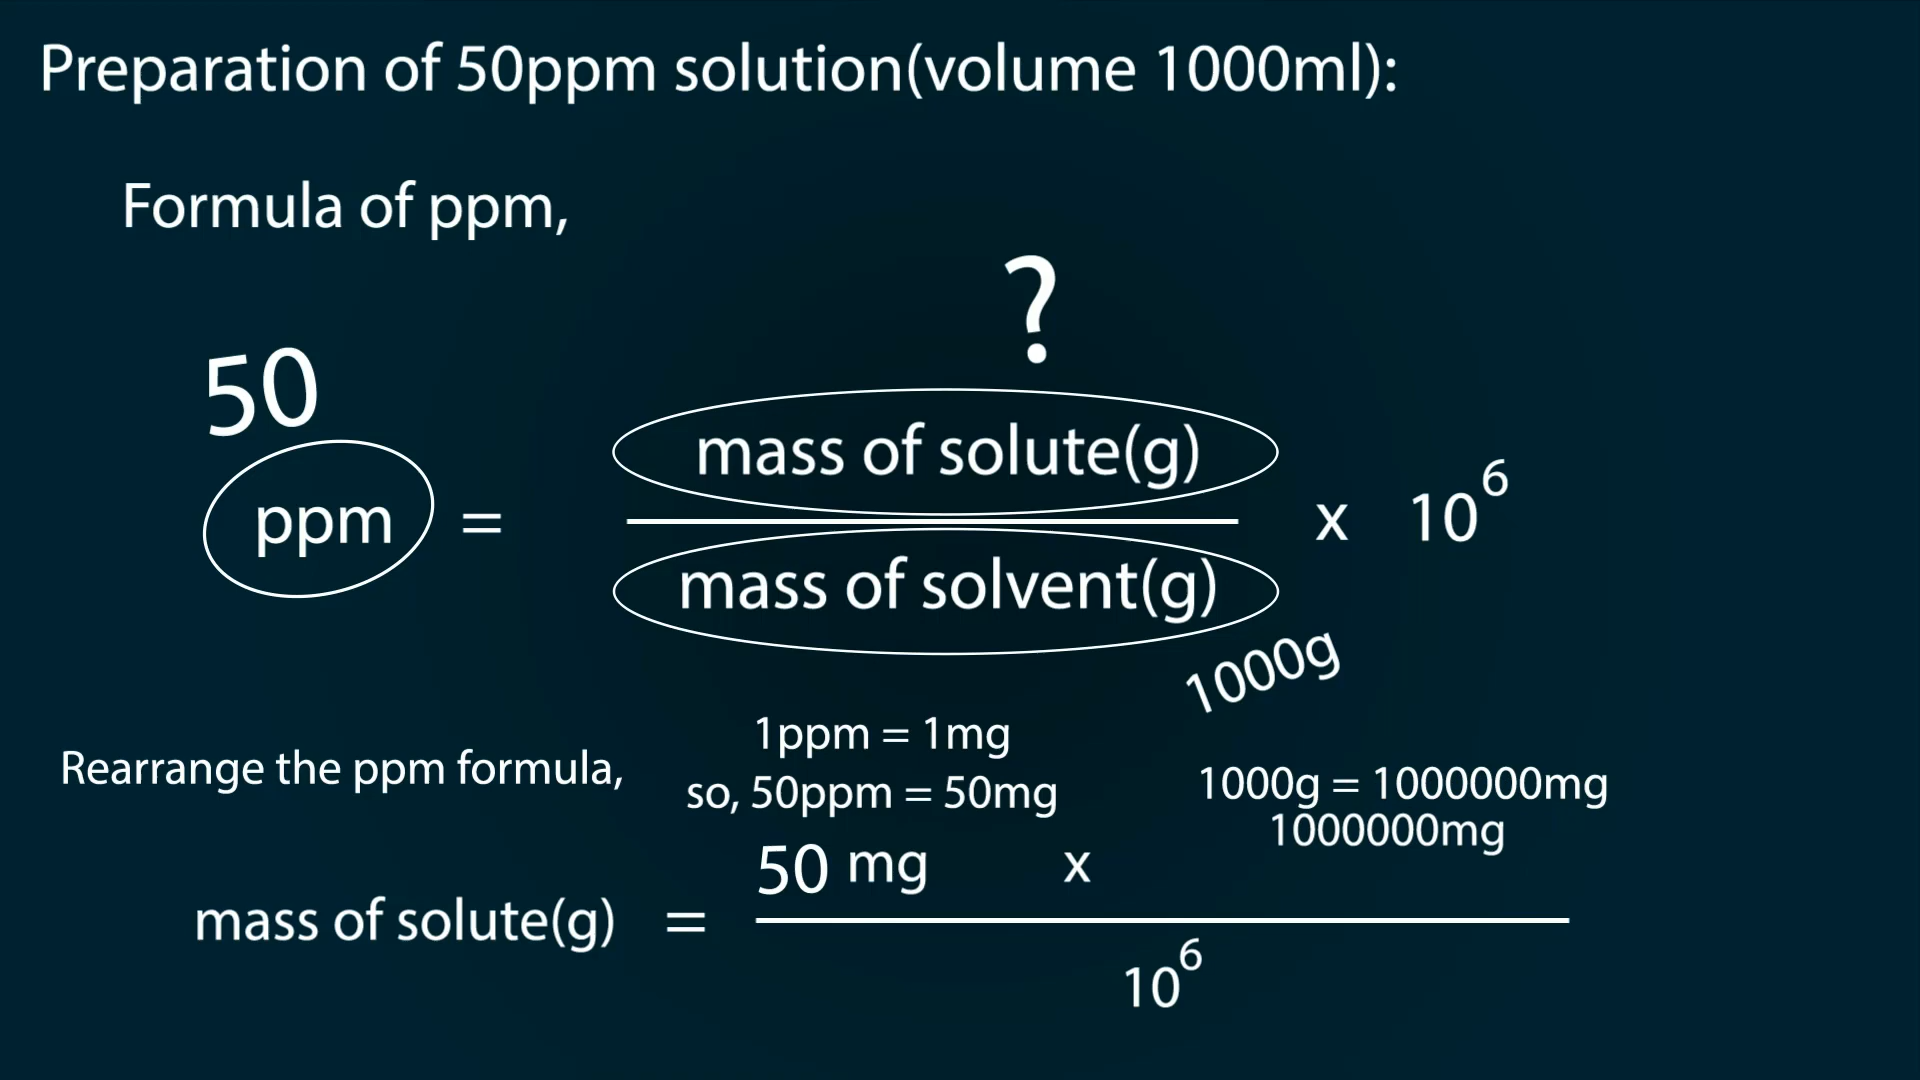 Preparation of 50ppm solution(volume 1000ml):
Formula of ppm,
?
50
mass of solute(g)
ppm = x 10^6
mass of solvent(g)
1000g
1ppm = 1mg
Rearrange the ppm formula,
so, 50ppm = 50mg
1000g = 1000000mg
1000000mg
50 mg x
mass of solute(g) =
10^6